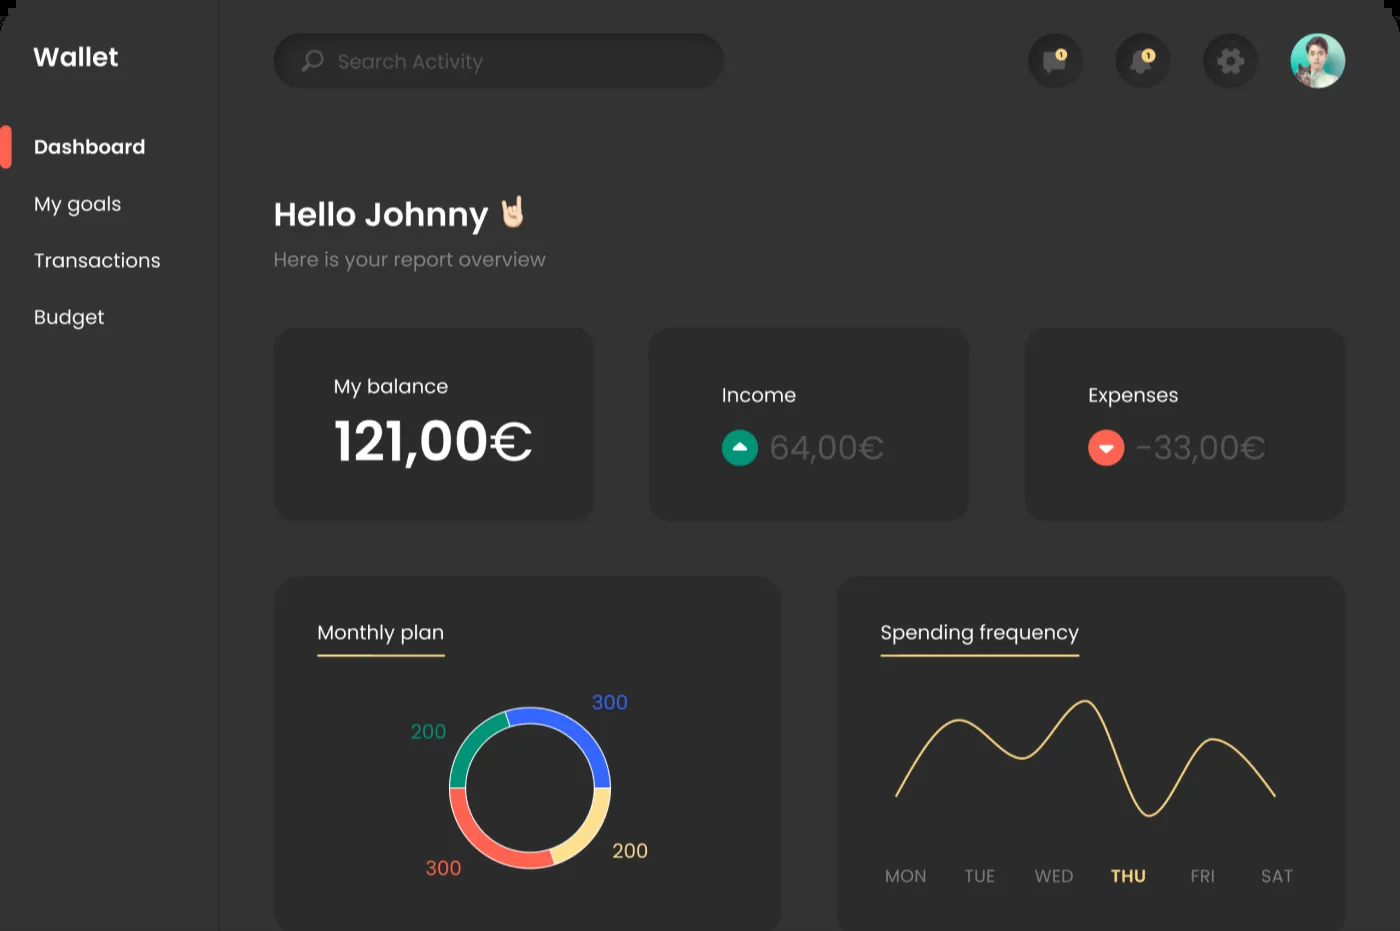 Wallet
Search Activity
1
1
Dashboard
My goals
Transactions
Budget
Hello Johnny 🤘🏻
Here is your report overview
My balance
121,00€
Income
64,00€
Expenses
-33,00€
Monthly plan
300
200
200
300
Spending frequency
MON TUE WED THU FRI SAT